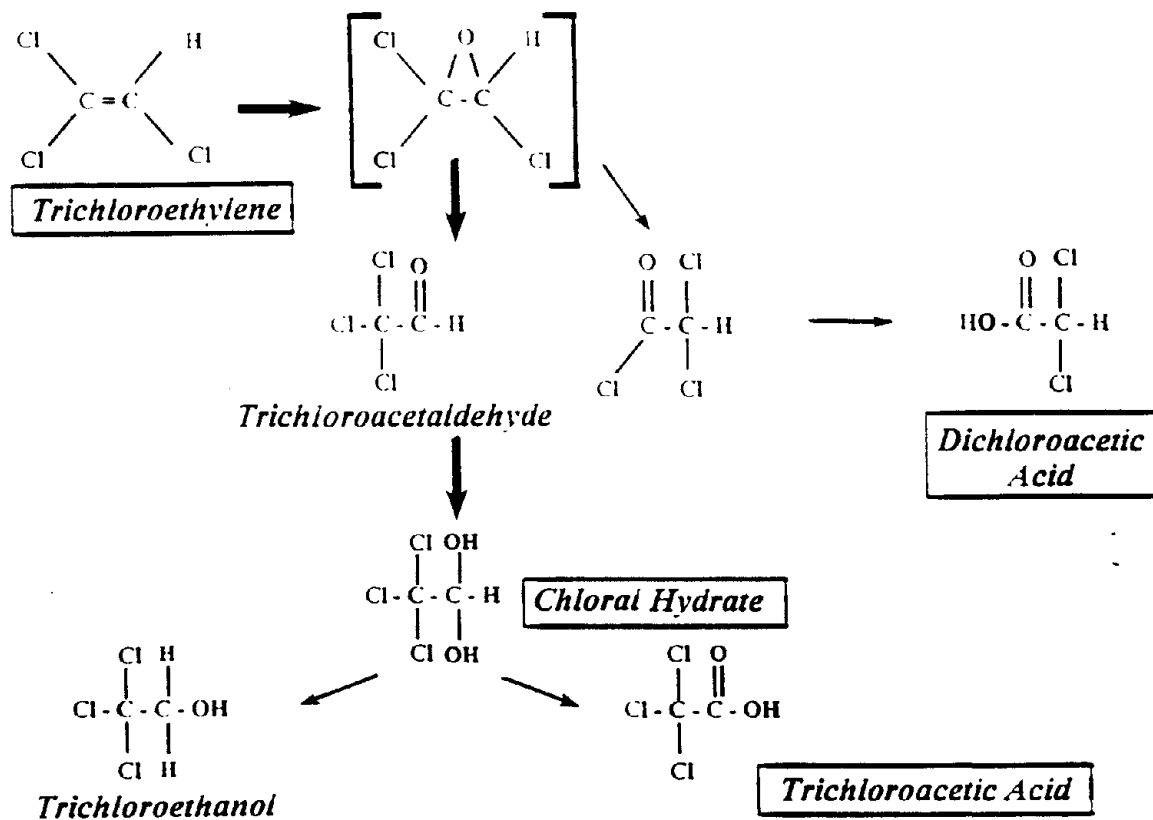 Cl H
C = C
Cl Cl
Trichloroethylene
Cl O H
C - C
Cl Cl
Cl O
Cl - C - C - H
Cl
Trichloroacetaldehyde
O Cl
C - C - H
Cl Cl
O Cl
HO - C - C - H
Cl
Dichloroacetic
Acid
Cl OH
Cl - C - C - H
Cl OH
Chloral Hydrate
Cl H
Cl - C - C - OH
Cl H
Trichloroethanol
Cl O
Cl - C - C - OH
Cl
Trichloroacetic Acid